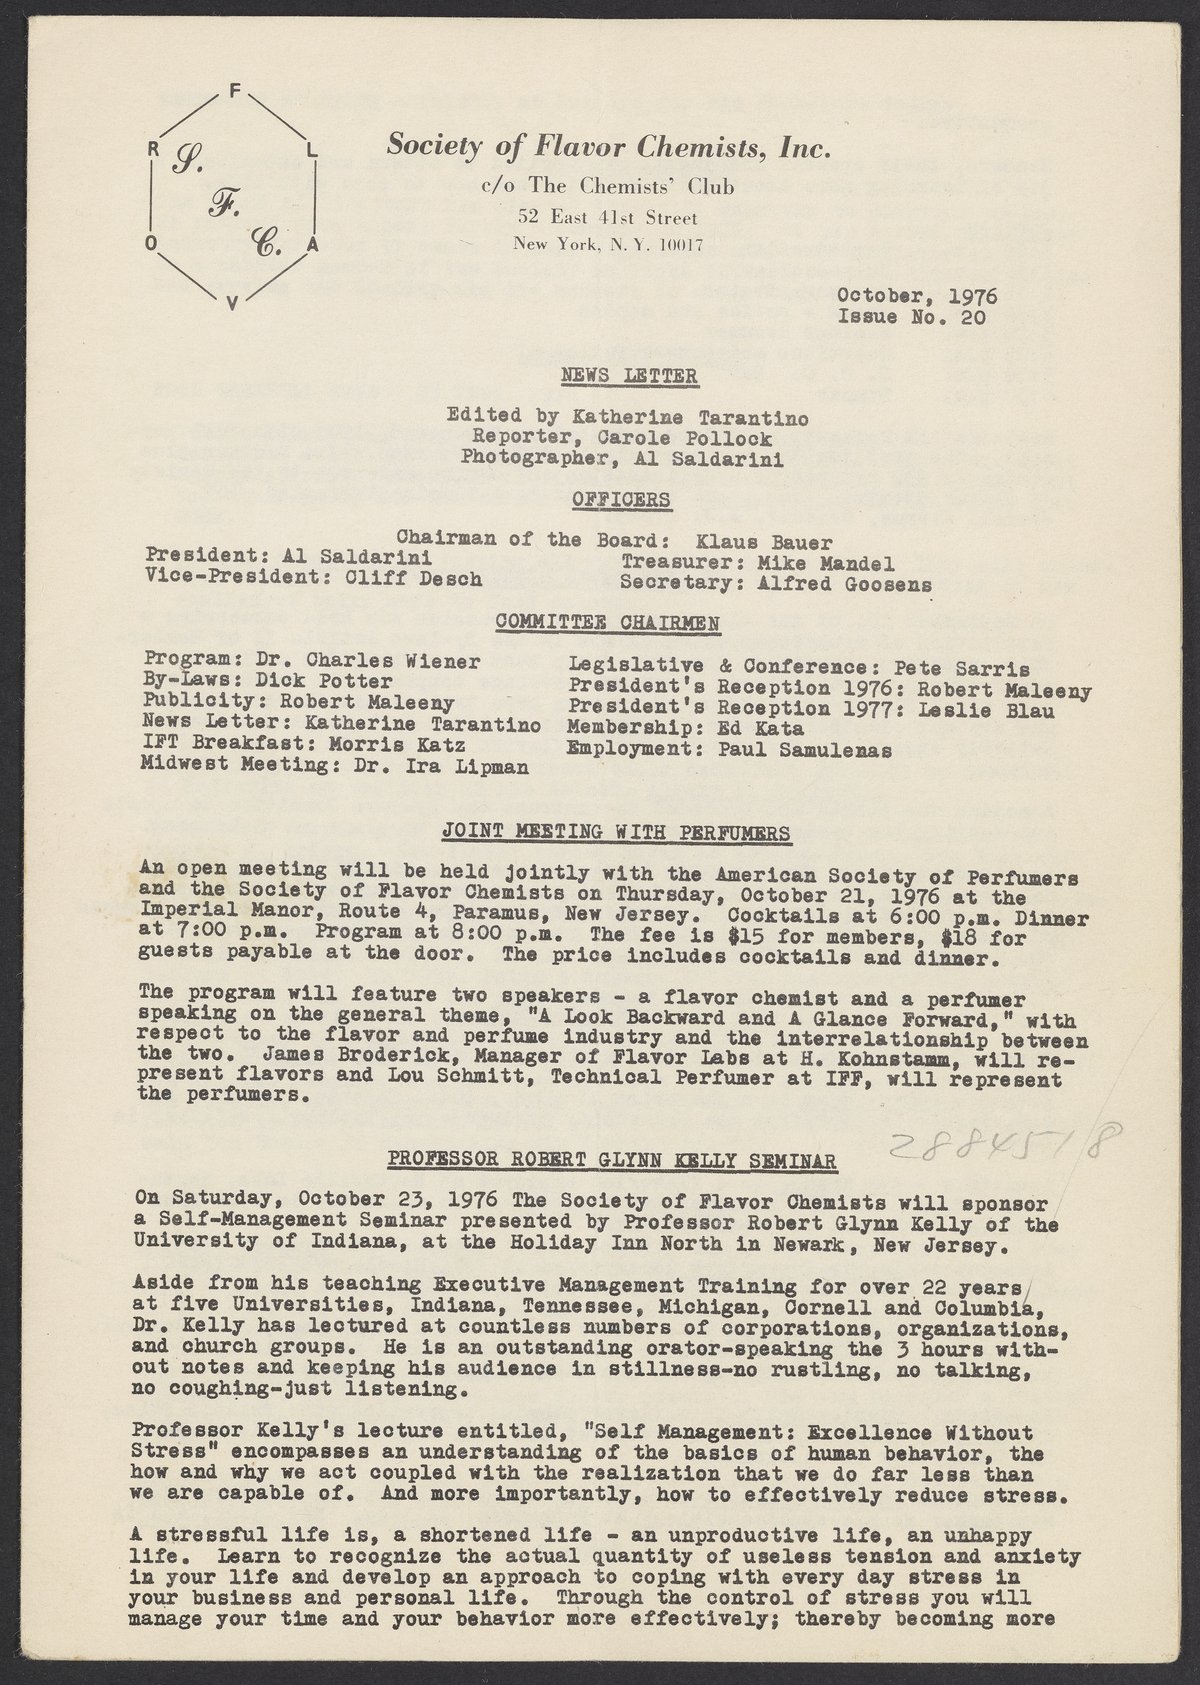 F
R L
S.
F.
C.
O A
V
Society of Flavor Chemists, Inc.
c/o The Chemists' Club
52 East 41st Street
New York, N. Y. 10017
October, 1976
Issue No. 20
NEWS LETTER
Edited by Katherine Tarantino
Reporter, Carole Pollock
Photographer, Al Saldarini
OFFICERS
Chairman of the Board: Klaus Bauer
President: Al Saldarini
Treasurer: Mike Mandel
Vice-President: Cliff Desch
Secretary: Alfred Goosens
COMMITTEE CHAIRMEN
Program: Dr. Charles Wiener
By-Laws: Dick Potter
Publicity: Robert Maleeny
News Letter: Katherine Tarantino
IFT Breakfast: Morris Katz
Midwest Meeting: Dr. Ira Lipman
Legislative & Conference: Pete Sarris
President's Reception 1976: Robert Maleeny
President's Reception 1977: Leslie Blau
Membership: Ed Kata
Employment: Paul Samulenas
JOINT MEETING WITH PERFUMERS
An open meeting will be held jointly with the American Society of Perfumers
and the Society of Flavor Chemists on Thursday, October 21, 1976 at the
Imperial Manor, Route 4, Paramus, New Jersey. Cocktails at 6:00 p.m. Dinner
at 7:00 p.m. Program at 8:00 p.m. The fee is $15 for members, $18 for
guests payable at the door. The price includes cocktails and dinner.
The program will feature two speakers - a flavor chemist and a perfumer
speaking on the general theme, "A Look Backward and A Glance Forward," with
respect to the flavor and perfume industry and the interrelationship between
the two. James Broderick, Manager of Flavor Labs at H. Kohnstamm, will re-
present flavors and Lou Schmitt, Technical Perfumer at IFF, will represent
the perfumers.
2884518
PROFESSOR ROBERT GLYNN KELLY SEMINAR
On Saturday, October 23, 1976 The Society of Flavor Chemists will sponsor
a Self-Management Seminar presented by Professor Robert Glynn Kelly of the
University of Indiana, at the Holiday Inn North in Newark, New Jersey.
Aside from his teaching Executive Management Training for over 22 years
at five Universities, Indiana, Tennessee, Michigan, Cornell and Columbia,
Dr. Kelly has lectured at countless numbers of corporations, organizations,
and church groups. He is an outstanding orator-speaking the 3 hours with-
out notes and keeping his audience in stillness-no rustling, no talking,
no coughing-just listening.
Professor Kelly's lecture entitled, "Self Management: Excellence Without
Stress" encompasses an understanding of the basics of human behavior, the
how and why we act coupled with the realization that we do far less than
we are capable of. And more importantly, how to effectively reduce stress.
A stressful life is, a shortened life - an unproductive life, an unhappy
life. Learn to recognize the actual quantity of useless tension and anxiety
in your life and develop an approach to coping with every day stress in
your business and personal life. Through the control of stress you will
manage your time and your behavior more effectively; thereby becoming more